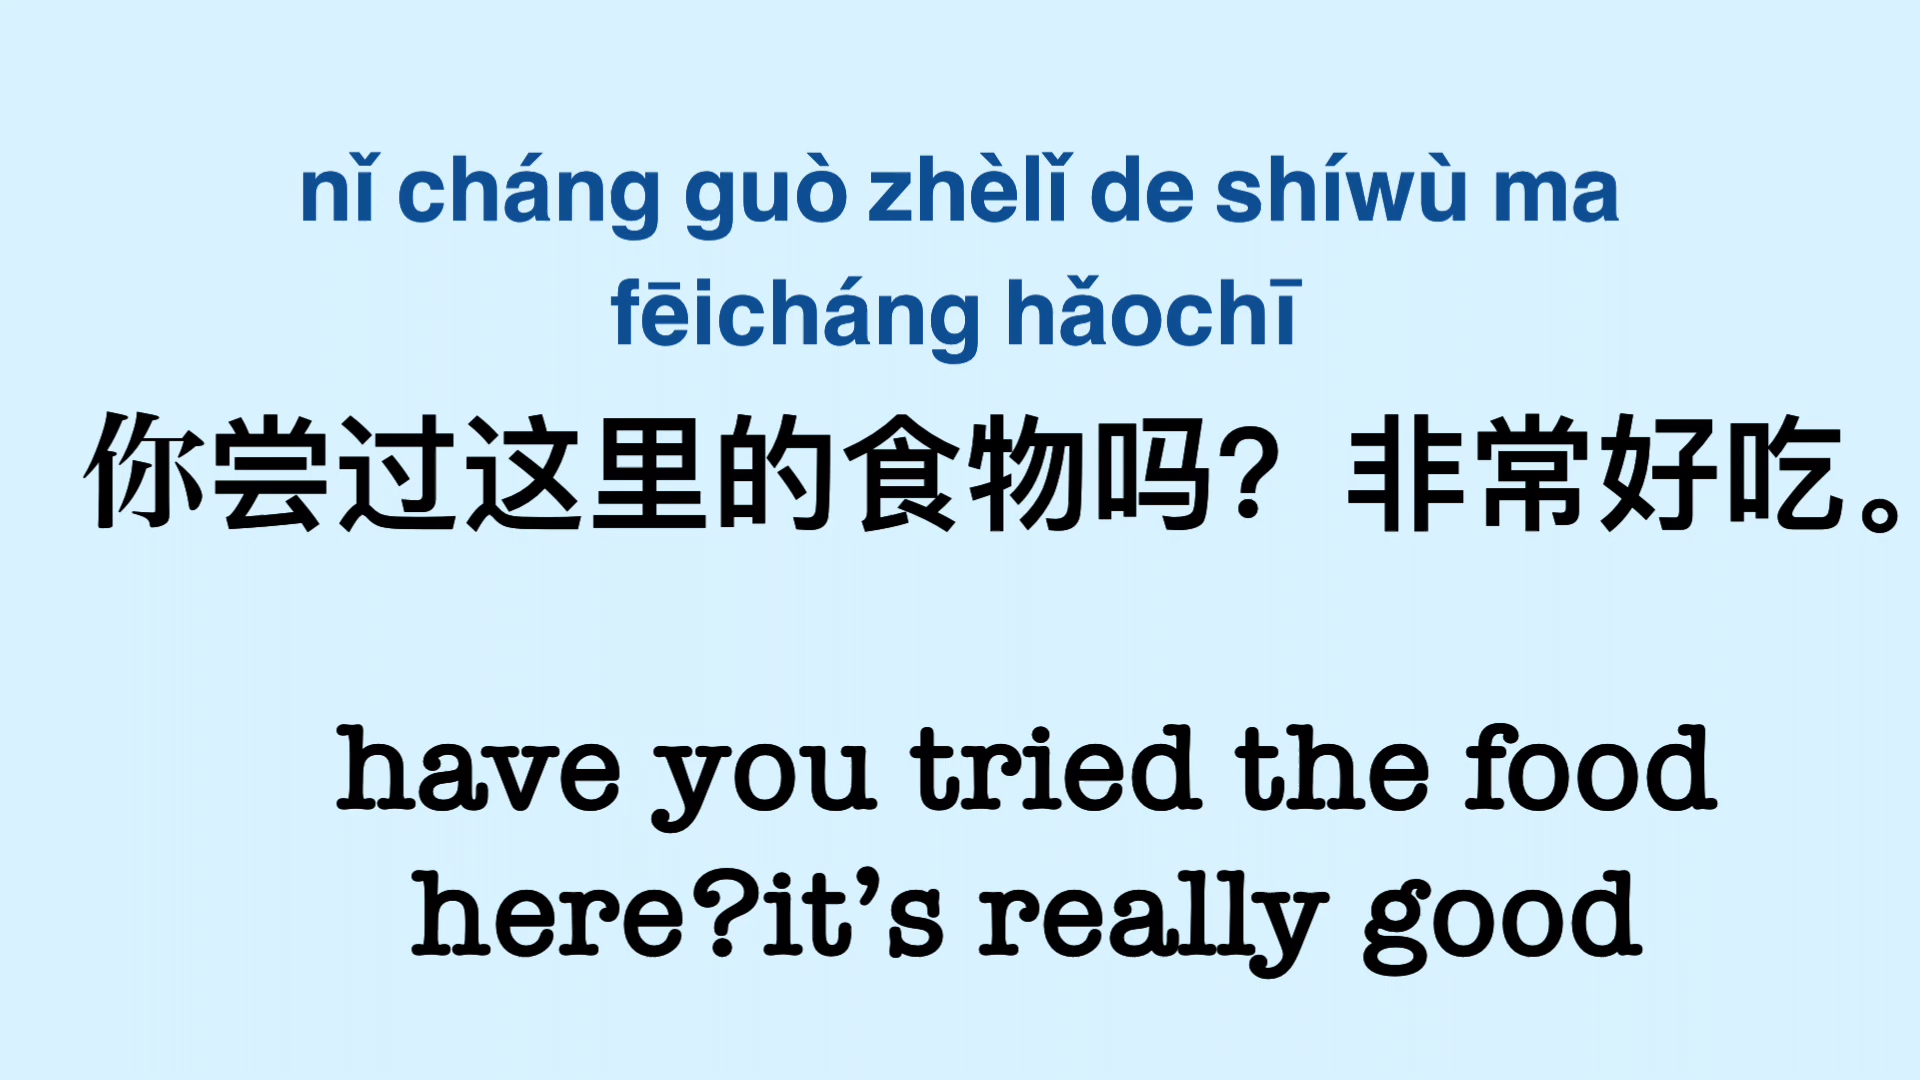 nǐ cháng guò zhèlǐ de shíwù ma
fēicháng hǎochī
你尝过这里的食物吗？非常好吃。
have you tried the food
here?it’s really good